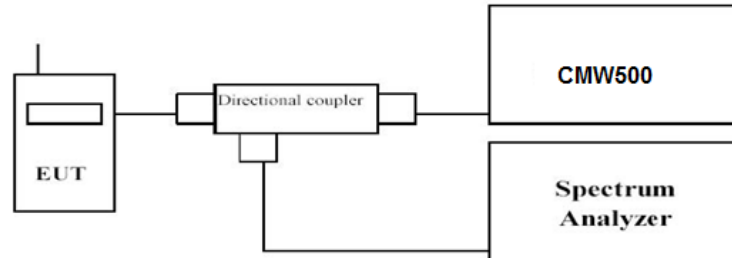 Directional coupler
CMW500
EUT
Spectrum
Analyzer